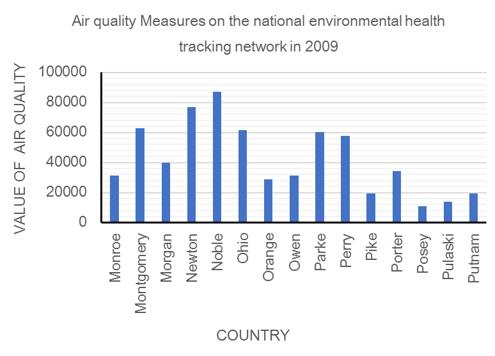 Air quality Measures on the national environmental health
tracking network in 2009
VALUE OF AIR QUALITY
100000
80000
60000
40000
20000
0
Monroe
Montgomery
Morgan
Newton
Noble
Ohio
Orange
Owen
Parke
Perry
Pike
Porter
Posey
Pulaski
Putnam
COUNTRY